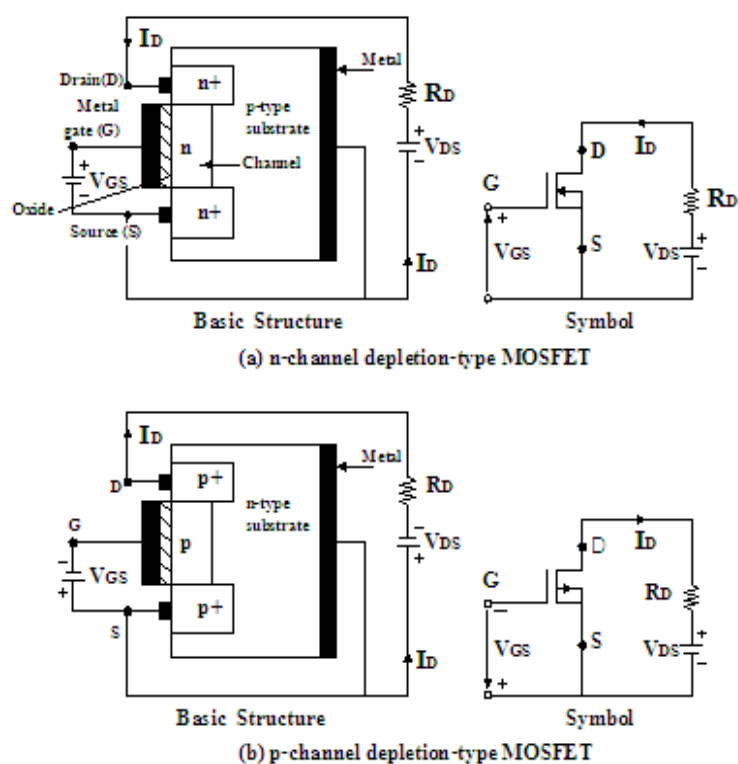 ID
Metal
Drain(D)
n+
Metal
gate (G)
p-type
substrate
RD
+
VDS
n
Channel
+
VGS
−
Oxide
n+
Source (S)
ID
Basic Structure
D
ID
G
+
VGS
S
RD
+
VDS
−
Symbol
(a) n-channel depletion-type MOSFET
ID
Metal
D
p+
RD
n-type
substrate
G
−
VDS
+
p
−
VGS
+
p+
S
ID
Basic Structure
D
ID
G
−
VGS
+
S
RD
+
VDS
−
Symbol
(b) p-channel depletion-type MOSFET